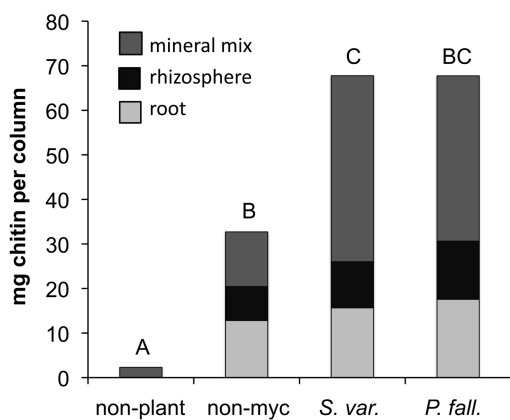 mg chitin per column
80
70
60
50
40
30
20
10
0
mineral mix
rhizosphere
root
A
B
C
BC
non-plant non-myc S. var. P. fall.